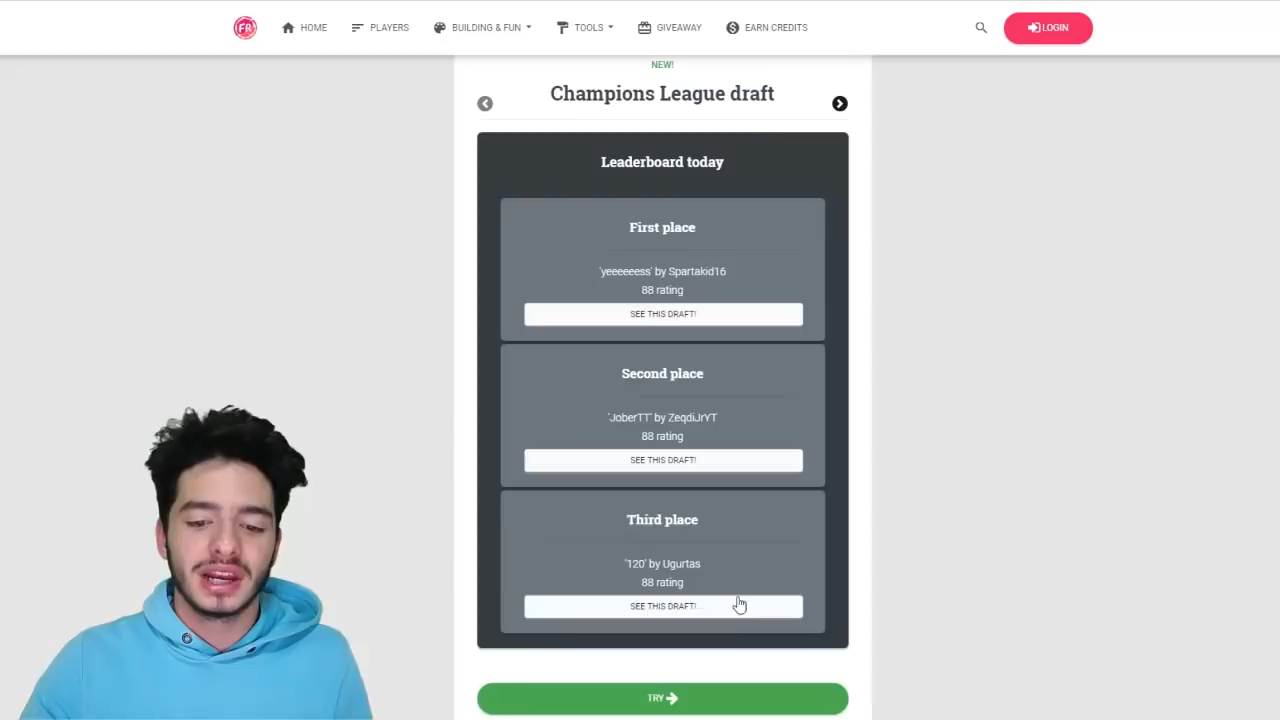 FR
HOME
PLAYERS
BUILDING & FUN
TOOLS
GIVEAWAY
EARN CREDITS
LOGIN
NEW!
Champions League draft
Leaderboard today
First place
'yeeeeeess' by Spartakid16
88 rating
SEE THIS DRAFT!
Second place
'JoberTT' by ZeqdiJrYT
88 rating
SEE THIS DRAFT!
Third place
'120' by Ugurtas
88 rating
SEE THIS DRAFT!
TRY